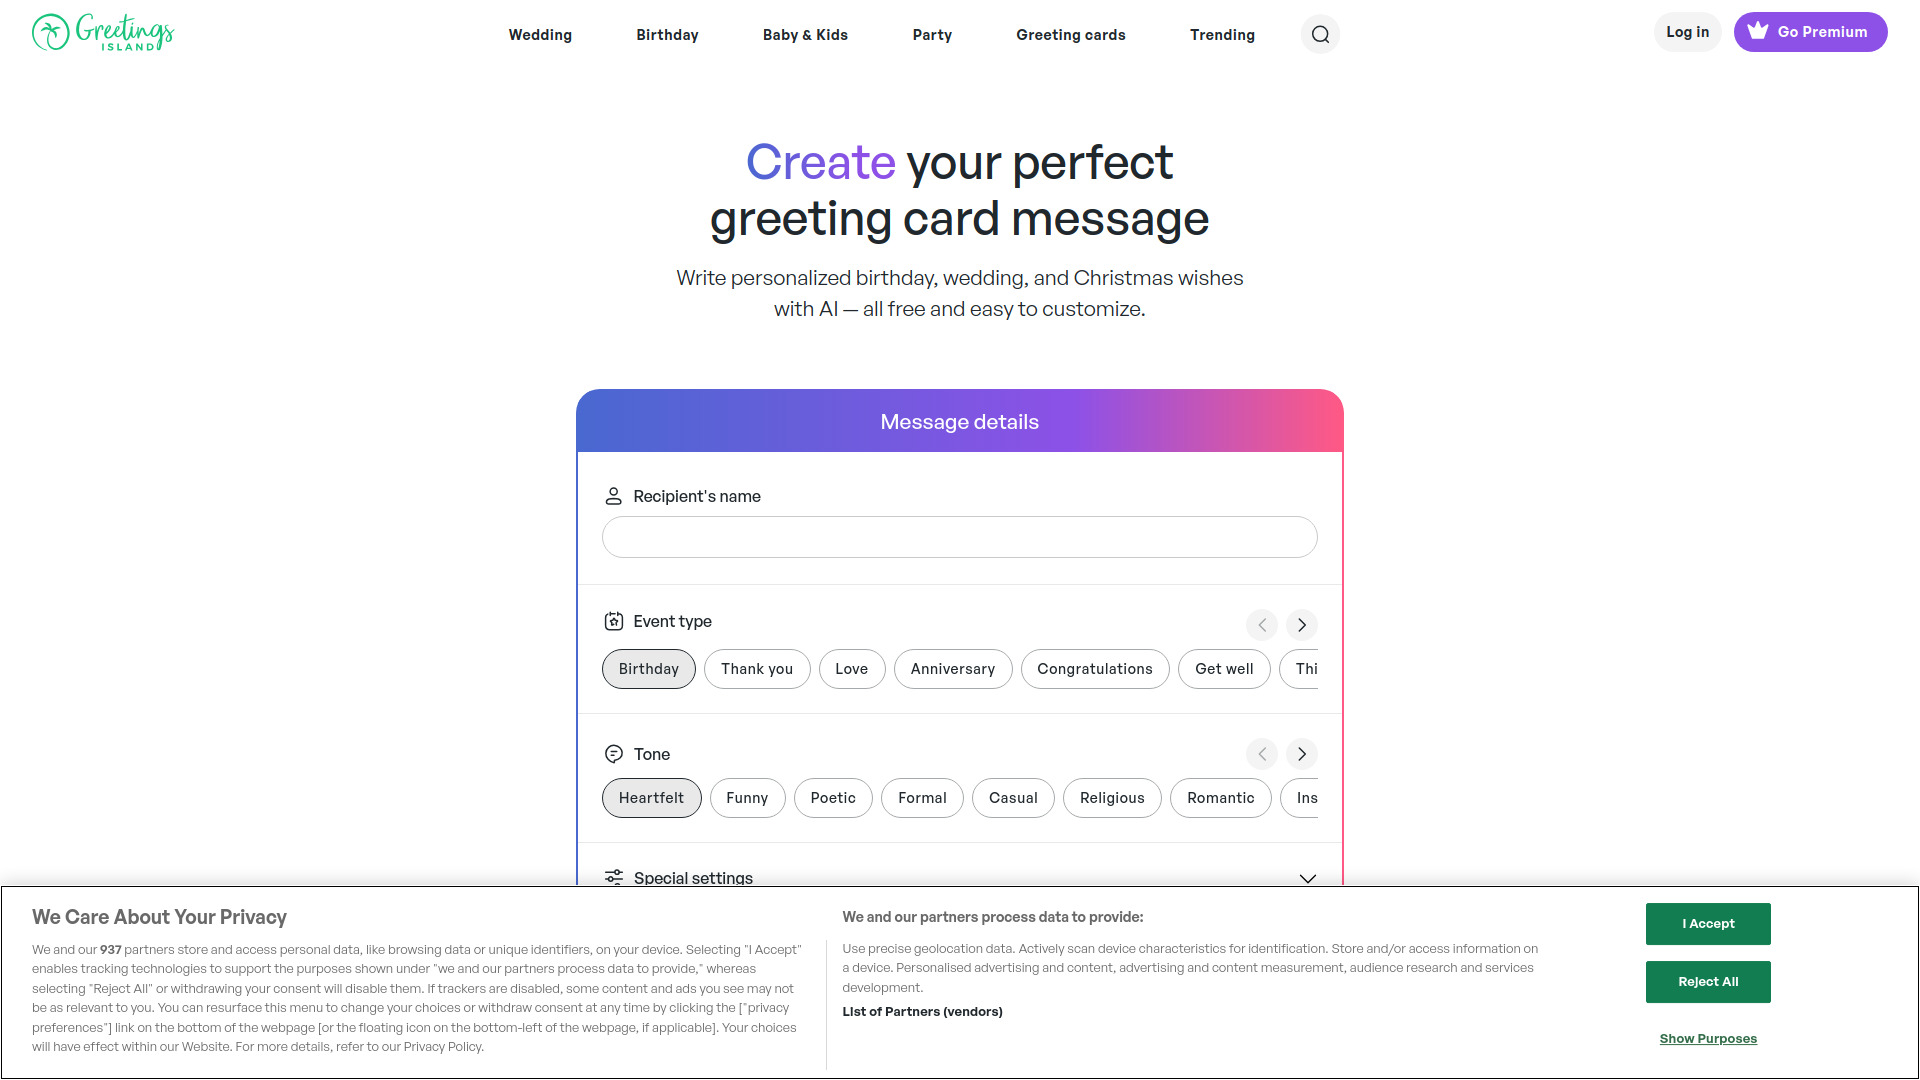 Greetings
ISLAND
Wedding
Birthday
Baby & Kids
Party
Greeting cards
Trending
Log in
Go Premium
Create your perfect
greeting card message
Write personalized birthday, wedding, and Christmas wishes
with AI — all free and easy to customize.
Message details
Recipient's name
Event type
Birthday
Thank you
Love
Anniversary
Congratulations
Get well
Thi
Tone
Heartfelt
Funny
Poetic
Formal
Casual
Religious
Romantic
Ins
Special settings
We Care About Your Privacy
We and our 937 partners store and access personal data, like browsing data or unique identifiers, on your device. Selecting "I Accept"
enables tracking technologies to support the purposes shown under "we and our partners process data to provide," whereas
selecting "Reject All" or withdrawing your consent will disable them. If trackers are disabled, some content and ads you see may not
be as relevant to you. You can resurface this menu to change your choices or withdraw consent at any time by clicking the ["privacy
preferences"] link on the bottom of the webpage [or the floating icon on the bottom-left of the webpage, if applicable]. Your choices
will have effect within our Website. For more details, refer to our Privacy Policy.
We and our partners process data to provide:
Use precise geolocation data. Actively scan device characteristics for identification. Store and/or access information on
a device. Personalised advertising and content, advertising and content measurement, audience research and services
development.
List of Partners (vendors)
I Accept
Reject All
Show Purposes